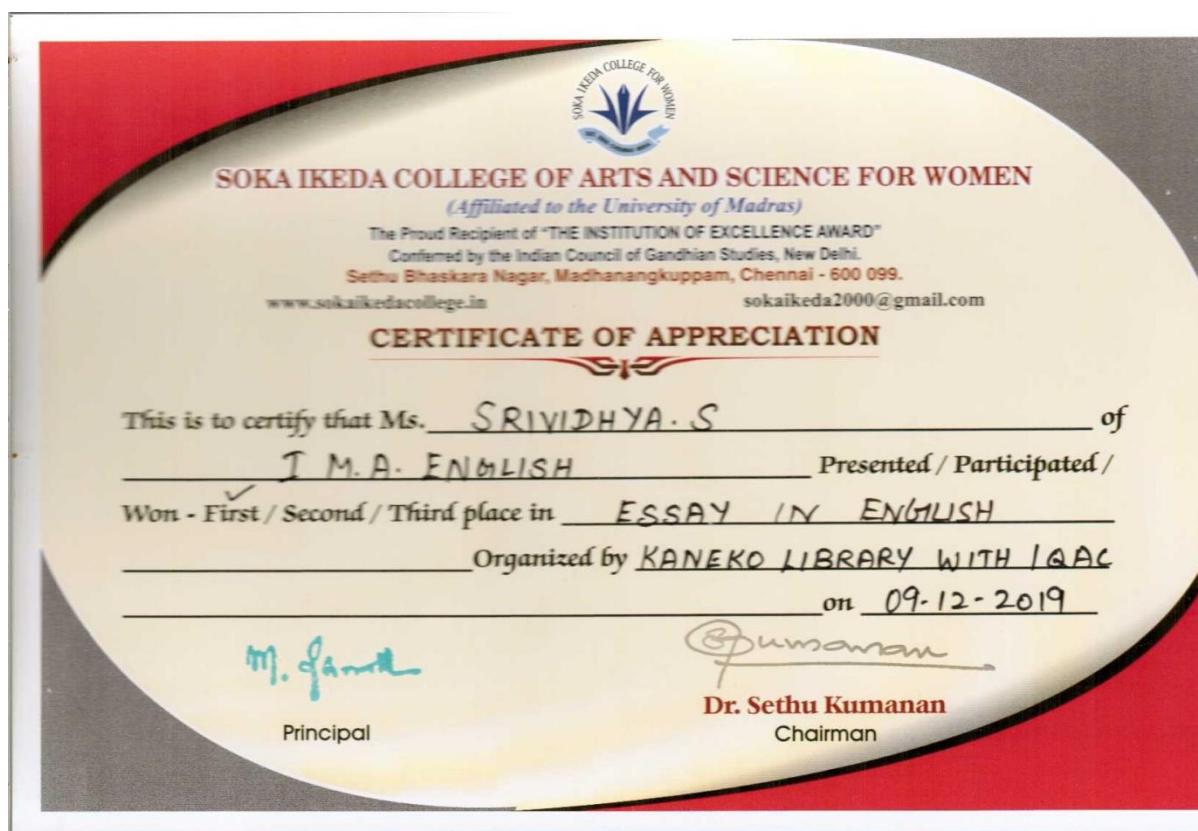 SOKA IKEDA COLLEGE FOR WOMEN
SOKA IKEDA COLLEGE OF ARTS AND SCIENCE FOR WOMEN
(Affiliated to the University of Madras)
The Proud Recipient of "THE INSTITUTION OF EXCELLENCE AWARD"
Conferred by the Indian Council of Gandhian Studies, New Delhi.
Sethu Bhaskara Nagar, Madhanangkuppam, Chennai - 600 099.
www.sokaikedacollege.in sokaikeda2000@gmail.com
CERTIFICATE OF APPRECIATION
This is to certify that Ms. SRIVIDHYA. S of
I M.A. ENGLISH Presented / Participated /
Won - First / Second / Third place in ESSAY IN ENGLISH
Organized by KANEKO LIBRARY WITH IQAC
on 09-12-2019
M.
Kumanan
Dr. Sethu Kumanan
Principal Chairman